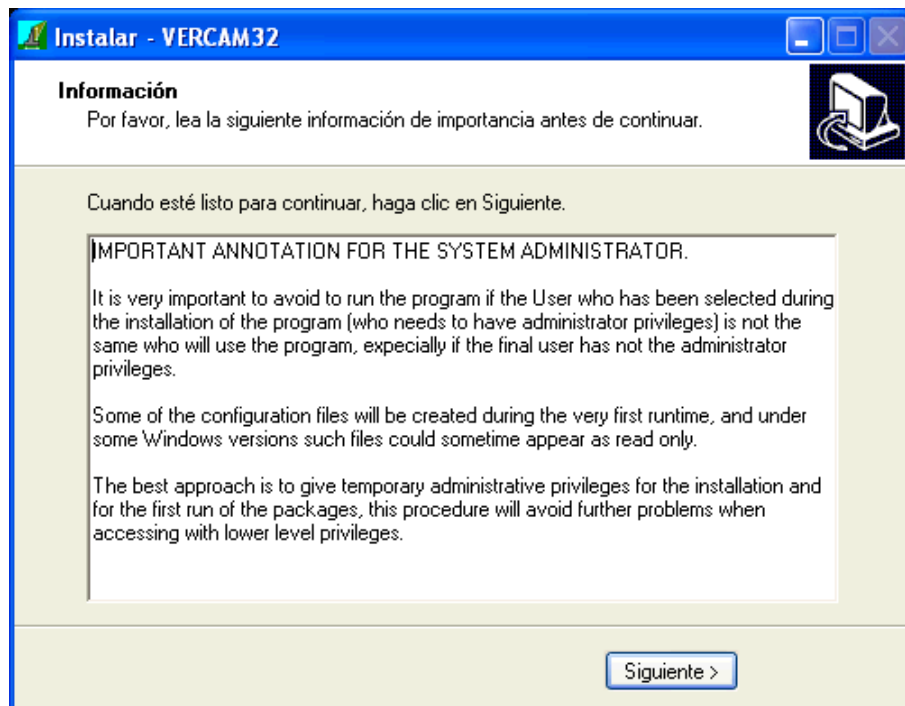 Instalar - VERCAM32
Información
Por favor, lea la siguiente información de importancia antes de continuar.
Cuando esté listo para continuar, haga clic en Siguiente.
IMPORTANT ANNOTATION FOR THE SYSTEM ADMINISTRATOR.
It is very important to avoid to run the program if the User who has been selected during
the installation of the program (who needs to have administrator privileges) is not the
same who will use the program, expecially if the final user has not the administrator
privileges.
Some of the configuration files will be created during the very first runtime, and under
some Windows versions such files could sometime appear as read only.
The best approach is to give temporary administrative privileges for the installation and
for the first run of the packages, this procedure will avoid further problems when
accessing with lower level privileges.
Siguiente >